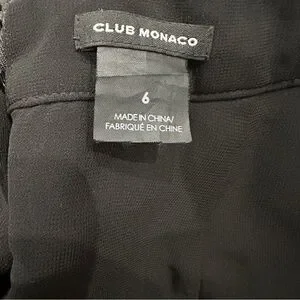 CLUB MONACO
6
MADE IN CHINA/
FABRIQUÉ EN CHINE